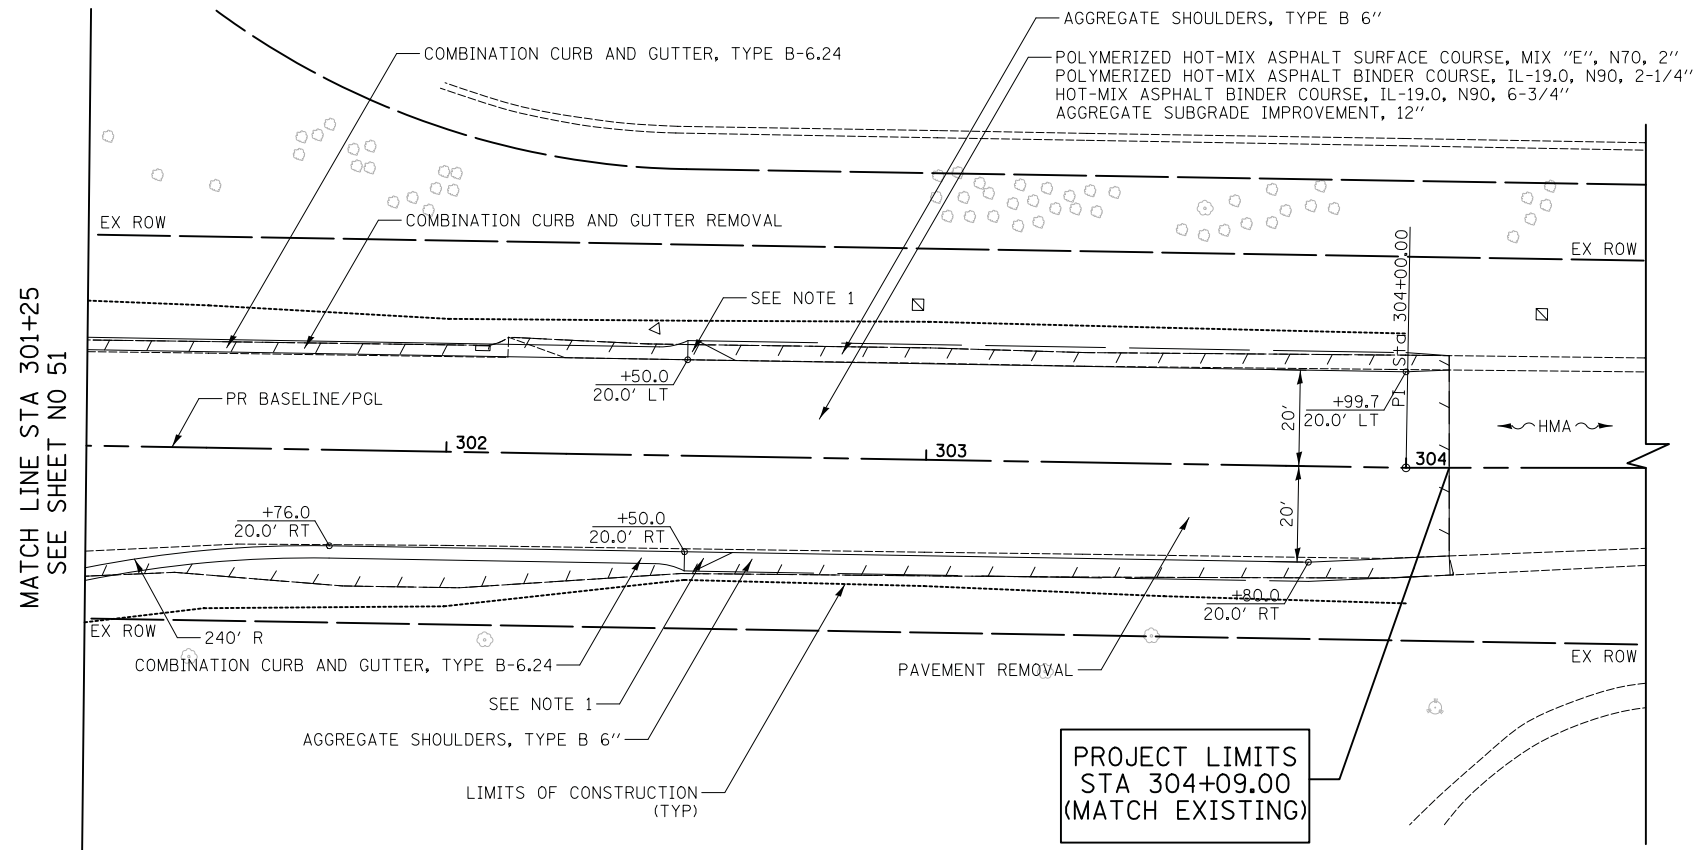 AGGREGATE SHOULDERS, TYPE B 6"
COMBINATION CURB AND GUTTER, TYPE B-6.24
POLYMERIZED HOT-MIX ASPHALT SURFACE COURSE, MIX "E", N70, 2"
POLYMERIZED HOT-MIX ASPHALT BINDER COURSE, IL-19.0, N90, 2-1/4"
HOT-MIX ASPHALT BINDER COURSE, IL-19.0, N90, 6-3/4"
AGGREGATE SUBGRADE IMPROVEMENT, 12"
EX ROW
COMBINATION CURB AND GUTTER REMOVAL
EX ROW
PI Sta 304+00.00
MATCH LINE STA 301+25
SEE SHEET NO 51
SEE NOTE 1
+50.0
20.0' LT
PR BASELINE/PGL
20'
+99.7
20.0' LT
HMA
302
303
304
+76.0
20.0' RT
+50.0
20.0' RT
20'
+80.0
20.0' RT
EX ROW
240' R
COMBINATION CURB AND GUTTER, TYPE B-6.24
PAVEMENT REMOVAL
EX ROW
SEE NOTE 1
AGGREGATE SHOULDERS, TYPE B 6"
LIMITS OF CONSTRUCTION
(TYP)
PROJECT LIMITS
STA 304+09.00
(MATCH EXISTING)